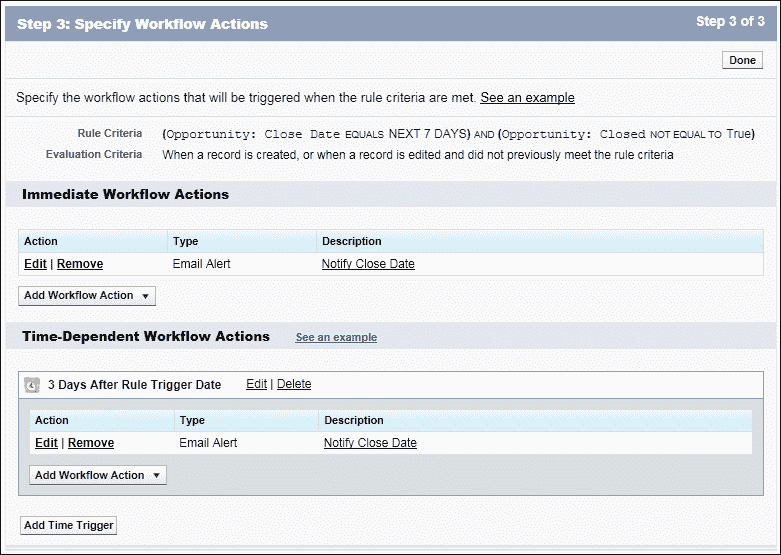 Step 3: Specify Workflow Actions Step 3 of 3
Done
Specify the workflow actions that will be triggered when the rule criteria are met. See an example
Rule Criteria (Opportunity: Close Date EQUALS NEXT 7 DAYS) AND (Opportunity: Closed NOT EQUAL TO True)
Evaluation Criteria When a record is created, or when a record is edited and did not previously meet the rule criteria
Immediate Workflow Actions
Action Type Description
Edit | Remove Email Alert Notify Close Date
Add Workflow Action
Time-Dependent Workflow Actions See an example
3 Days After Rule Trigger Date Edit | Delete
Action Type Description
Edit | Remove Email Alert Notify Close Date
Add Workflow Action
Add Time Trigger